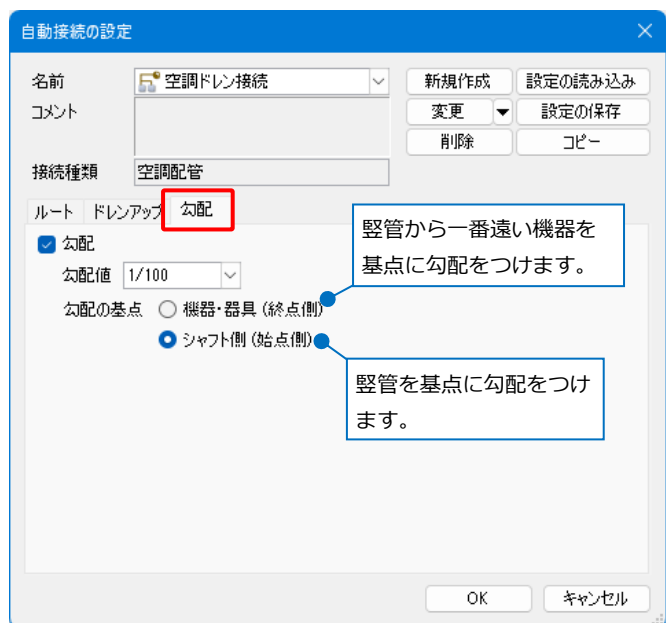 自動接続の設定
名前
空調ドレン接続
新規作成
設定の読み込み
コメント
変更
設定の保存
削除
コピー
接続種類
空調配管
ルート
ドレンアップ
勾配
勾配
勾配値
1/100
勾配の基点
機器・器具(終点側)
シャフト側(始点側)
竪管から一番遠い機器を
基点に勾配をつけます。
竪管を基点に勾配をつけ
ます。
OK
キャンセル